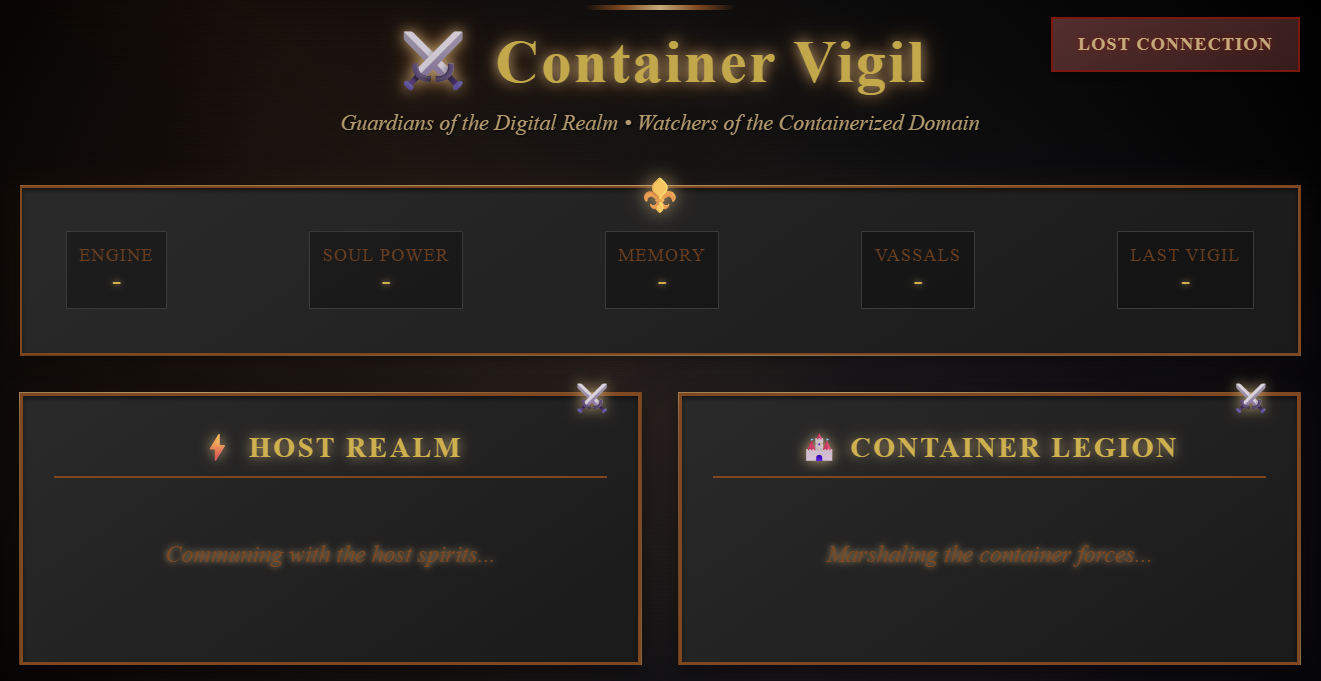 Container Vigil
LOST CONNECTION
Guardians of the Digital Realm • Watchers of the Containerized Domain
ENGINE
-
SOUL POWER
-
MEMORY
-
VASSALS
-
LAST VIGIL
-
HOST REALM
Communing with the host spirits...
CONTAINER LEGION
Marshaling the container forces...